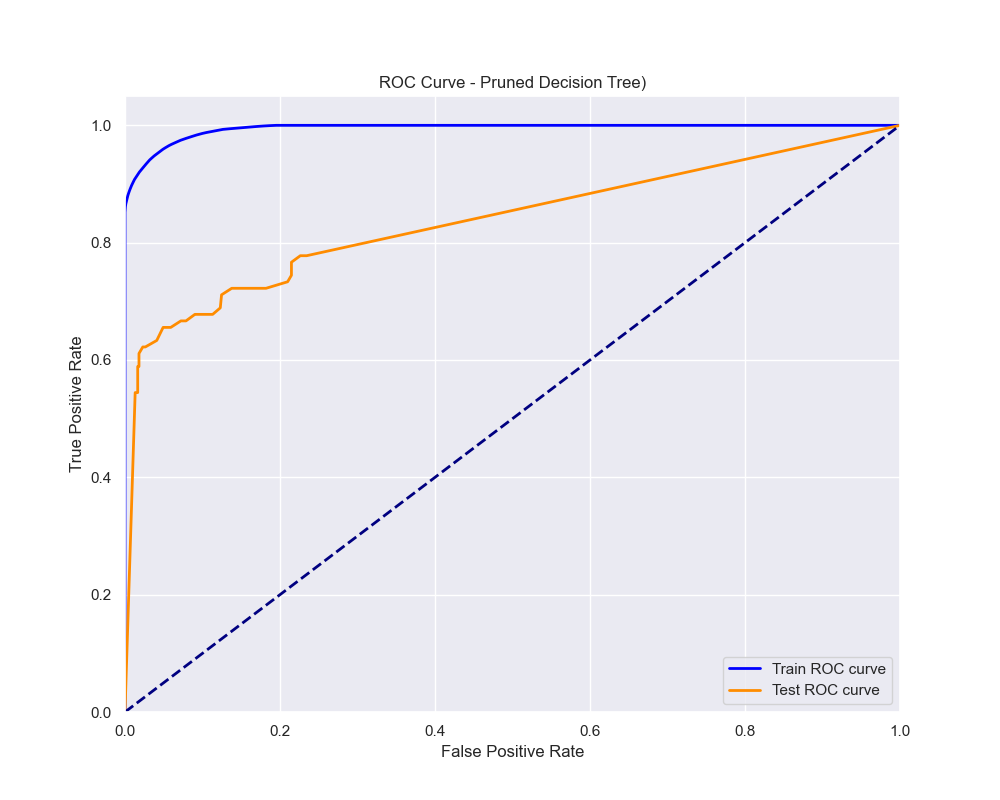 ROC Curve - Pruned Decision Tree)
True Positive Rate
1.0
0.8
0.6
0.4
0.2
0.0
Train ROC curve
Test ROC curve
0.0 0.2 0.4 0.6 0.8 1.0
False Positive Rate